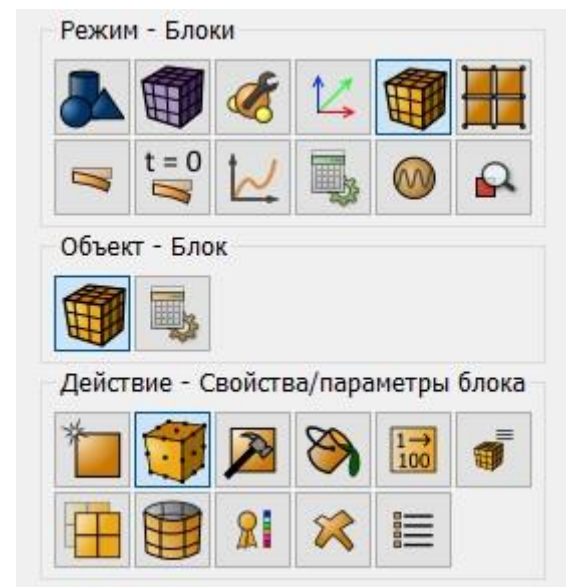 Режим - Блоки
t = 0
Объект - Блок
Действие - Свойства/параметры блока
1→
100